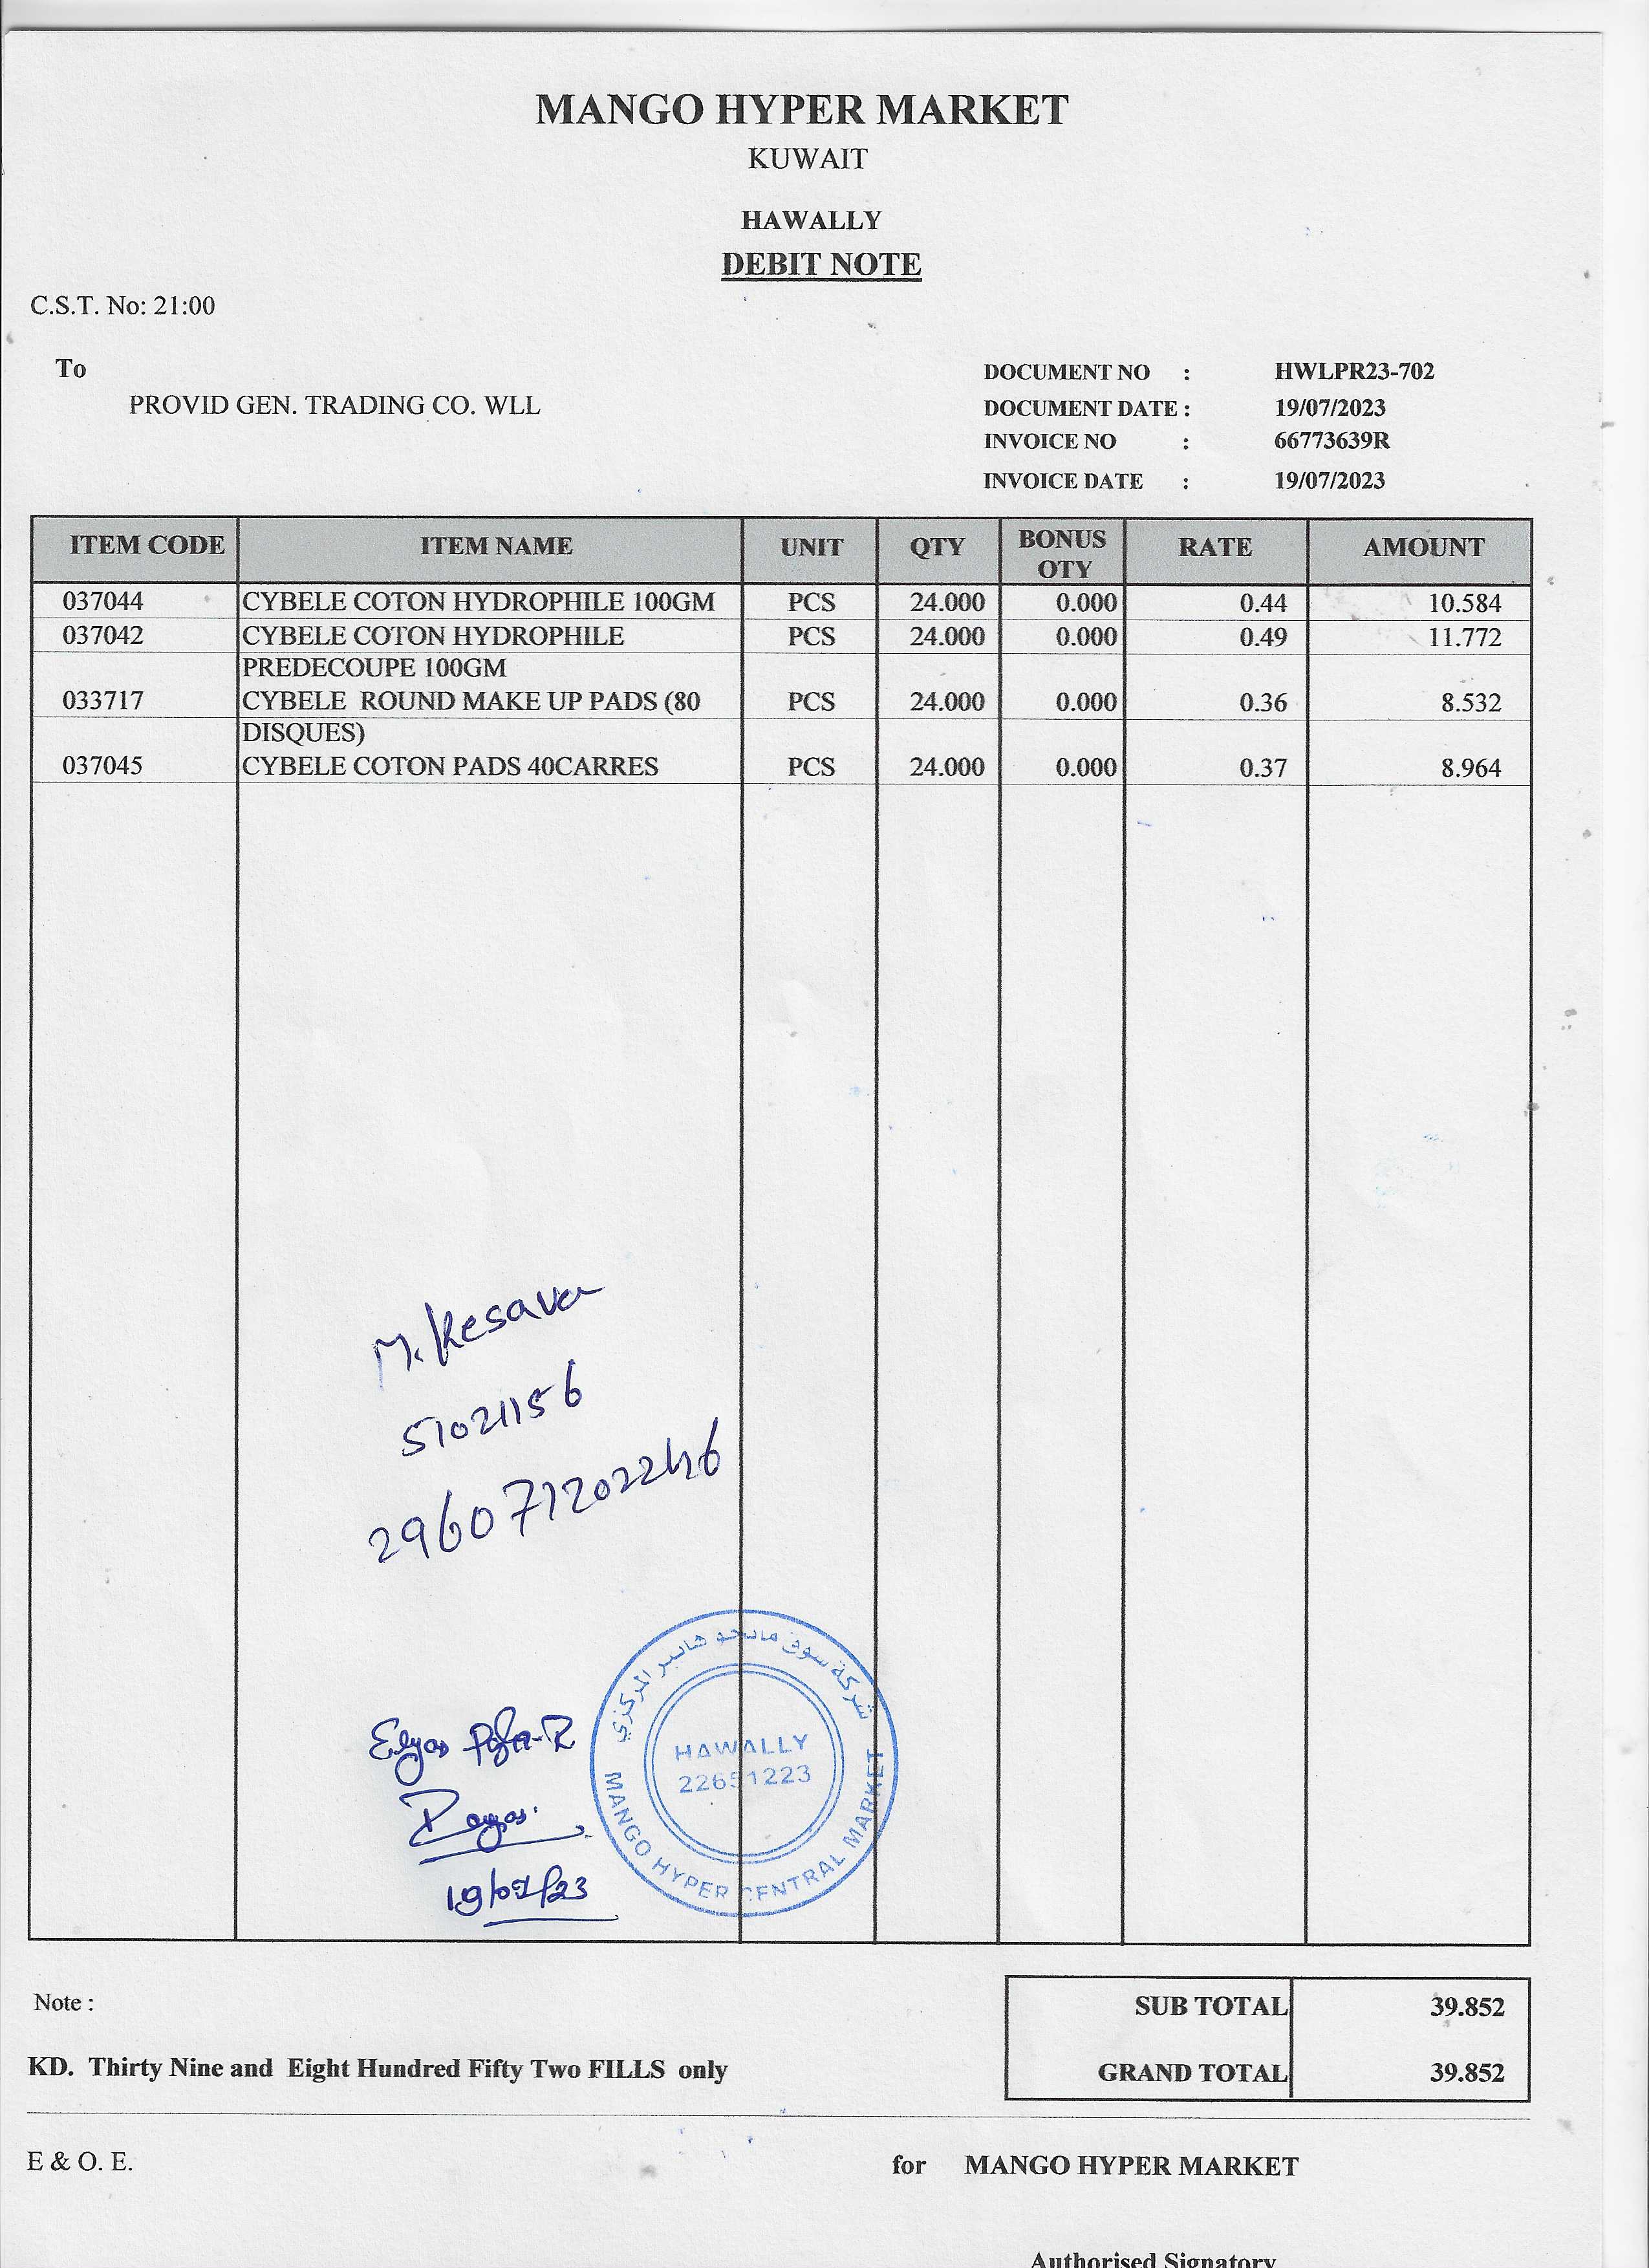 MANGO HYPER MARKET
KUWAIT
HAWALLY
DEBIT NOTE
C.S.T. No: 21:00
To
PROVID GEN. TRADING CO. WLL
DOCUMENT NO : HWLPR23-702
DOCUMENT DATE : 19/07/2023
INVOICE NO : 66773639R
INVOICE DATE : 19/07/2023
ITEM CODE ITEM NAME UNIT QTY BONUS QTY RATE AMOUNT
037044 CYBELE COTON HYDROPHILE 100GM PCS 24.000 0.000 0.44 10.584
037042 CYBELE COTON HYDROPHILE PCS 24.000 0.000 0.49 11.772
PREDECOUPE 100GM
033717 CYBELE ROUND MAKE UP PADS (80 PCS 24.000 0.000 0.36 8.532
DISQUES)
037045 CYBELE COTON PADS 40CARRES PCS 24.000 0.000 0.37 8.964
M. Kesava
51021156
شركة سوق مانجو هايبر المركزي
HAWALLY
22651223
MANGO HYPER CENTRAL MARKET
19/07/23
Note :
SUB TOTAL 39.852
KD. Thirty Nine and Eight Hundred Fifty Two FILLS only
GRAND TOTAL 39.852
E & O. E.
for MANGO HYPER MARKET
Authorised Signatory